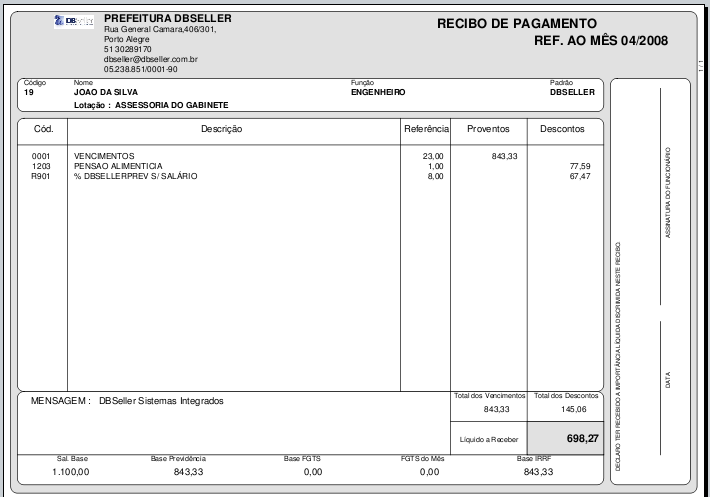 DBSeller
PREFEITURA DBSELLER
Rua General Camara,406/301,
Porto Alegre
51 30289170
dbseller@dbseller.com.br
05.238.851/0001-90
RECIBO DE PAGAMENTO
REF. AO MÊS 04/2008
1 / 1
Código Nome Função Padrão
19 JOAO DA SILVA ENGENHEIRO DBSELLER
Lotação : ASSESSORIA DO GABINETE
Cód. Descrição Referência Proventos Descontos
0001 VENCIMENTOS 23,00 843,33
1203 PENSAO ALIMENTICIA 1,00 77,59
R901 % DBSELLERPREV S/ SALÁRIO 8,00 67,47
MENSAGEM : DBSeller Sistemas Integrados
Total dos Vencimentos Total dos Descontos
843,33 145,06
Líquido a Receber 698,27
Sal. Base Base Previdência Base FGTS FGTS do Mês Base IRRF
1.100,00 843,33 0,00 0,00 843,33
DECLARO TER RECEBIDO A IMPORTÂNCIA LÍQUIDA DISCRIMIDA NESTE RECIBO.
ASSINATURA DO FUNCIONÁRIO
DATA